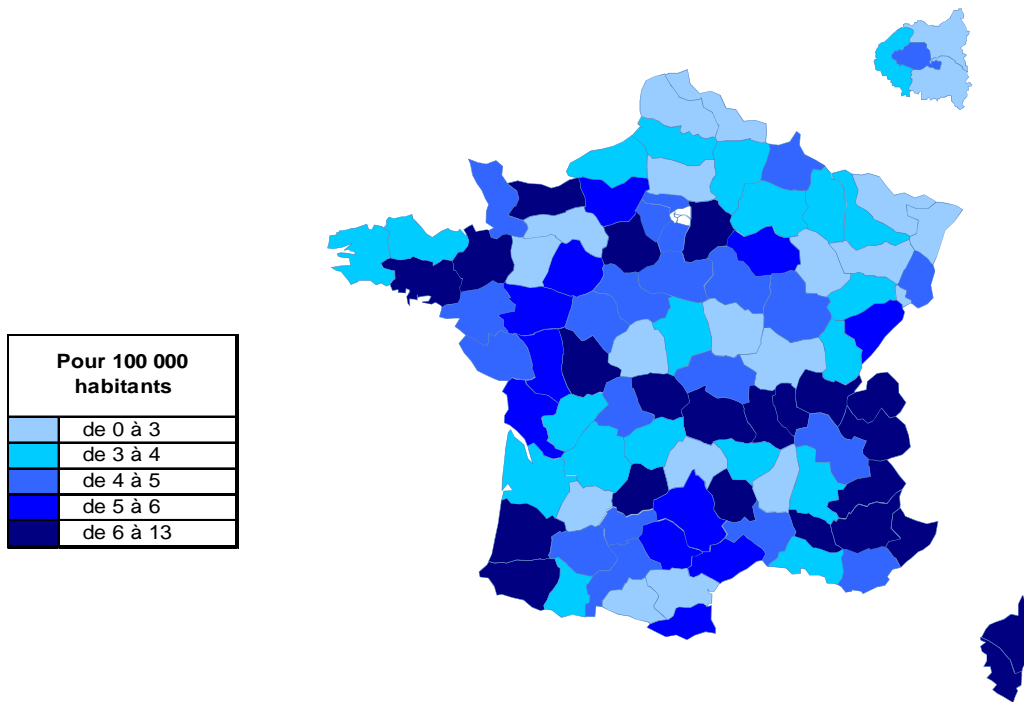 Pour 100 000
habitants
de 0 à 3
de 3 à 4
de 4 à 5
de 5 à 6
de 6 à 13